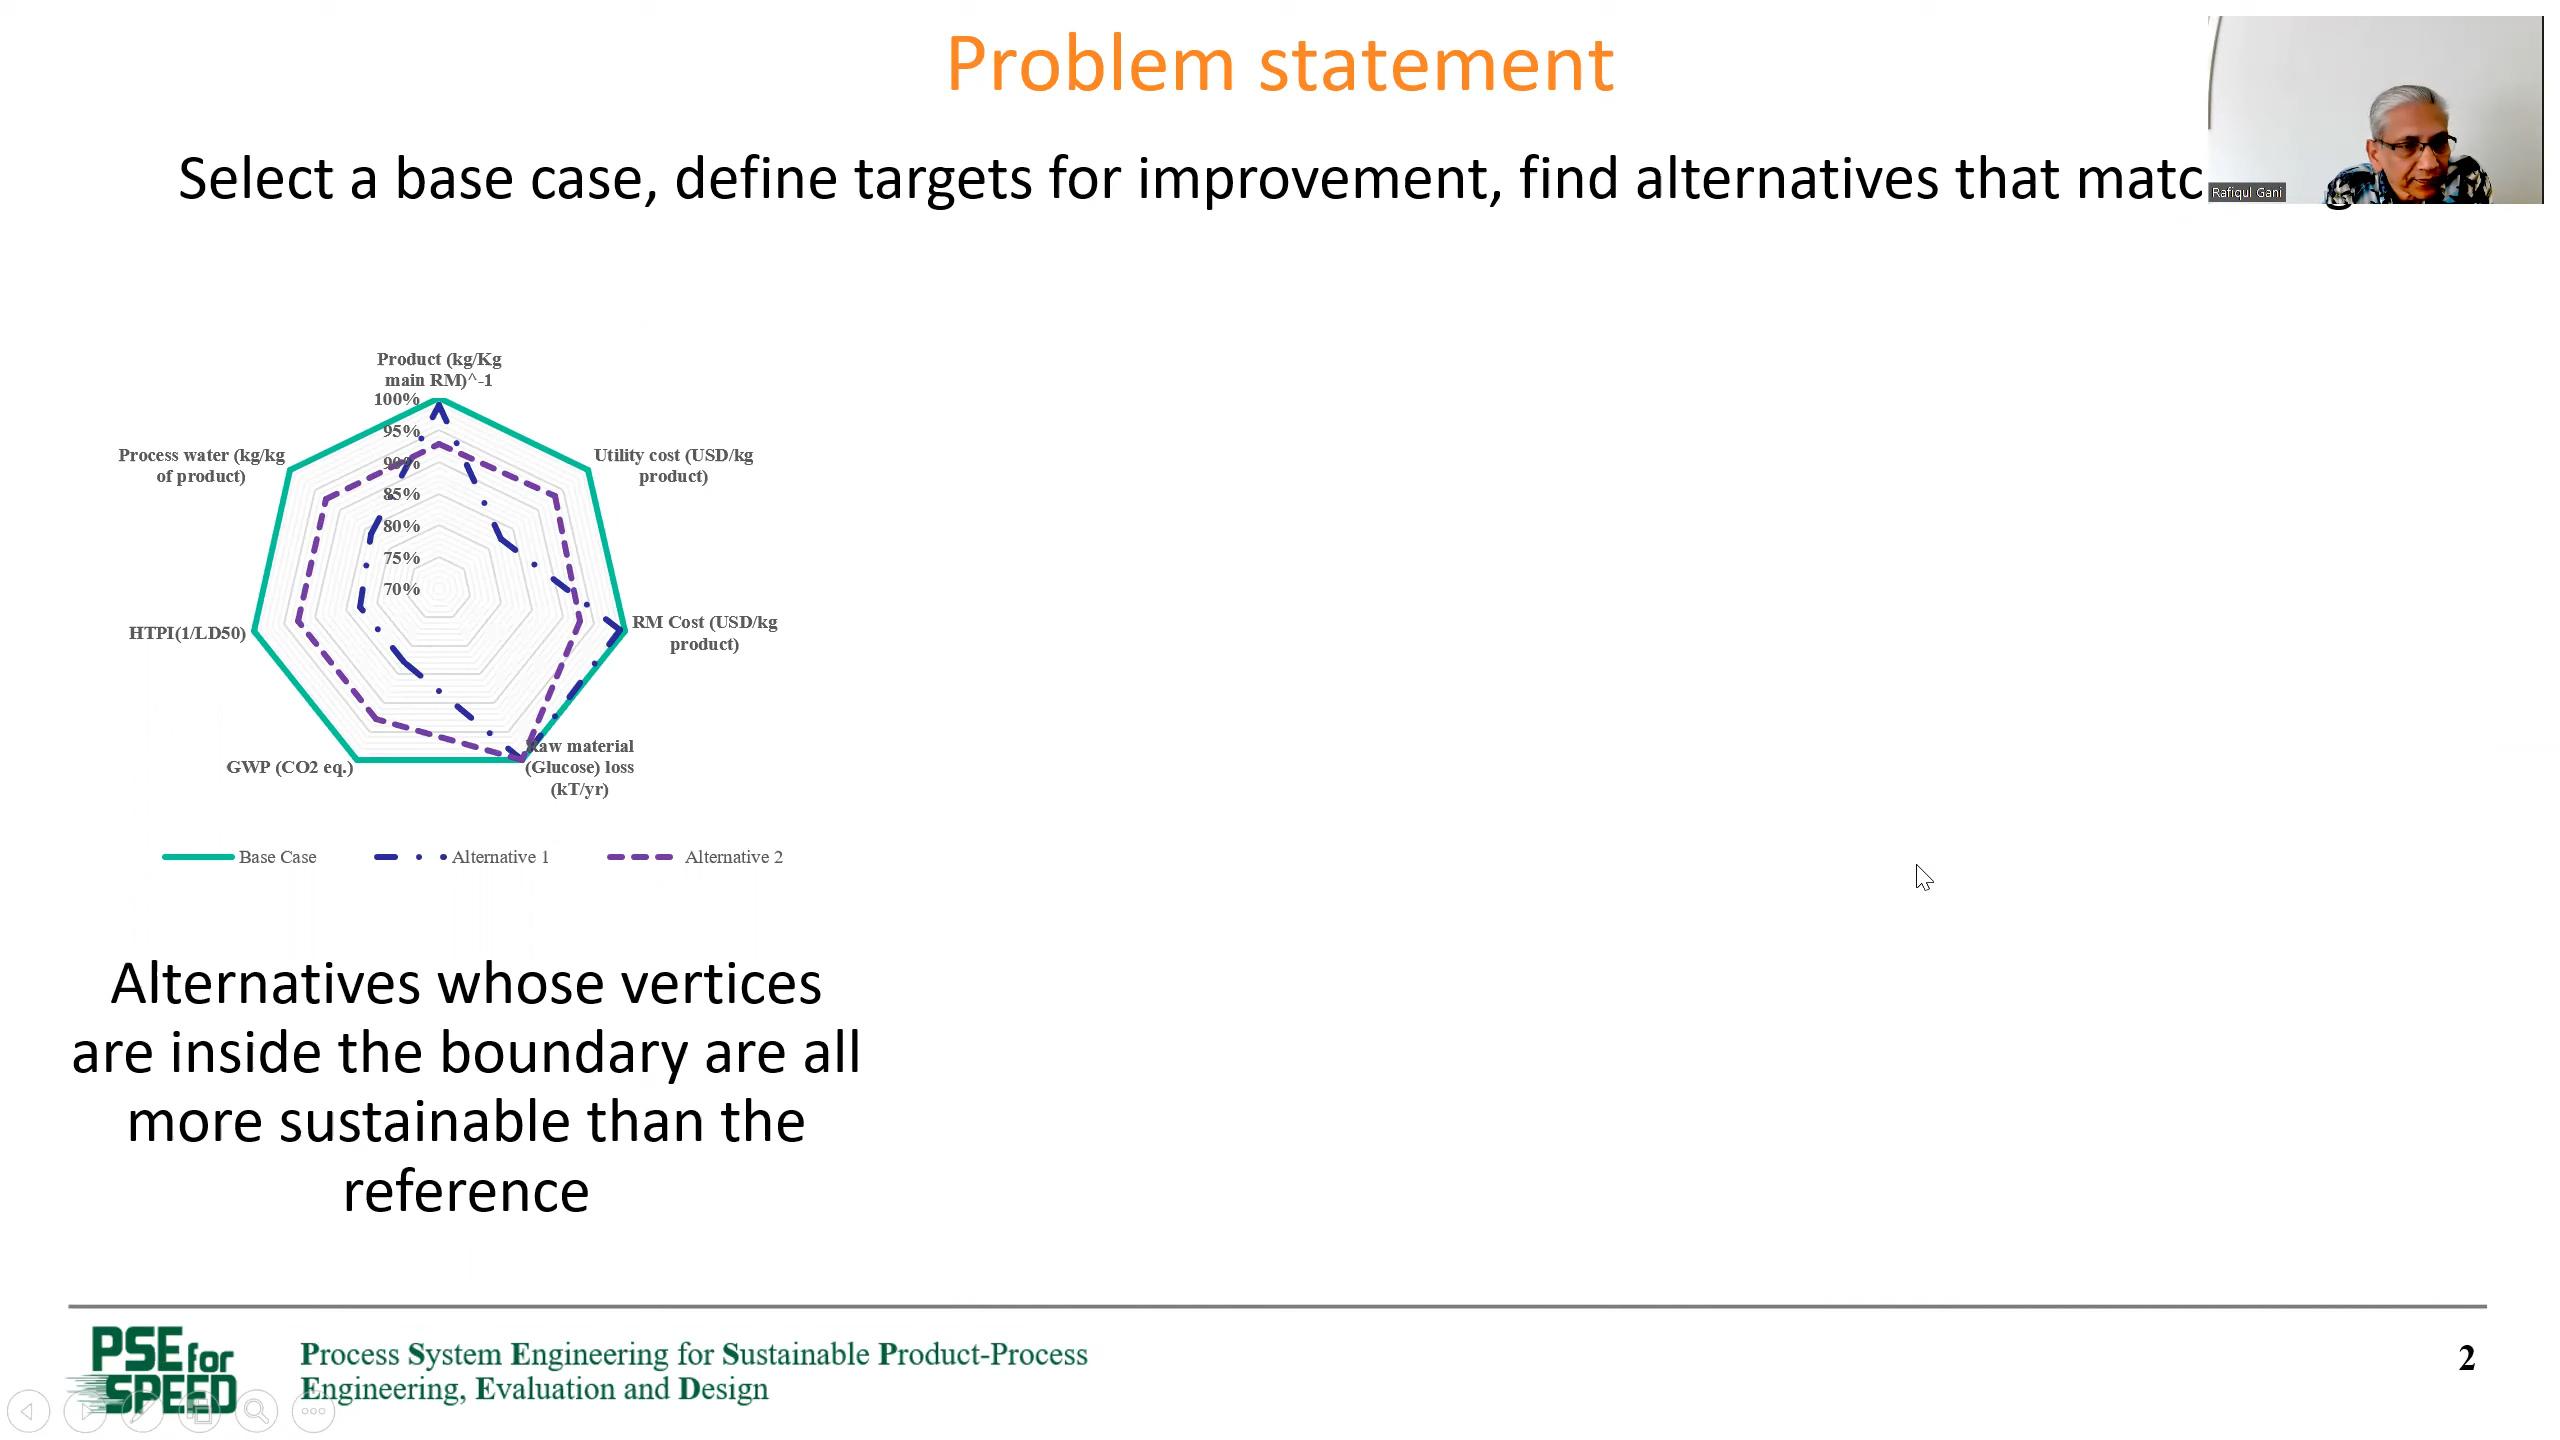 Problem statement
Rafiqul Gani
Select a base case, define targets for improvement, find alternatives that matc
Product (kg/Kg
main RM)^-1
100%
95%
90%
85%
80%
75%
70%
Process water (kg/kg
of product)
Utility cost (USD/kg
product)
HTPI(1/LD50)
RM Cost (USD/kg
product)
GWP (CO2 eq.)
Raw material
(Glucose) loss
(kT/yr)
Base Case
Alternative 1
Alternative 2
Alternatives whose vertices
are inside the boundary are all
more sustainable than the
reference
PSE for
SPEED
Process System Engineering for Sustainable Product-Process
Engineering, Evaluation and Design
2